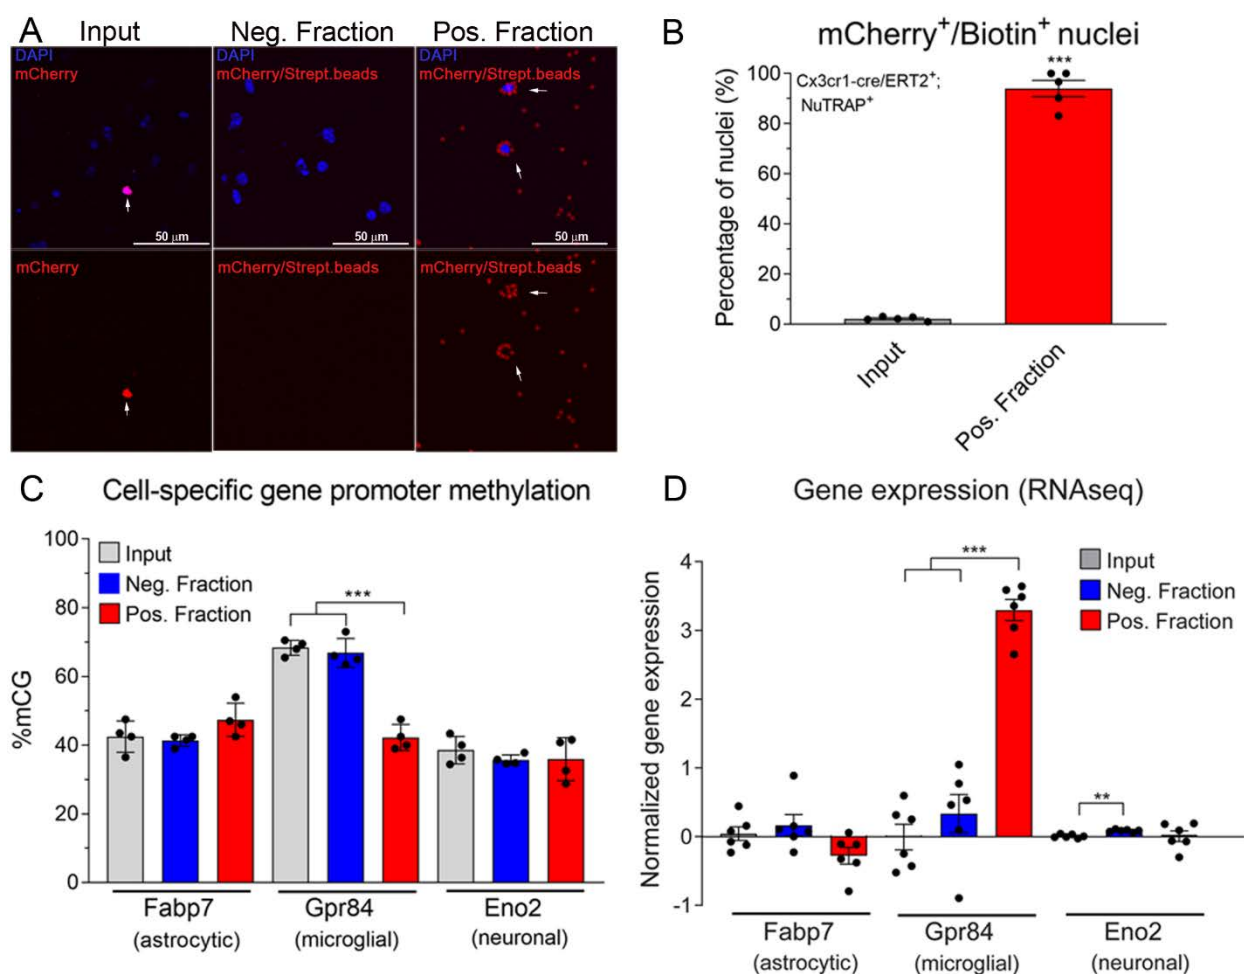 A
Input
Neg. Fraction
Pos. Fraction
DAPI
mCherry
DAPI
mCherry/Strept.beads
DAPI
mCherry/Strept.beads
50 μm
50 μm
50 μm
mCherry
mCherry/Strept.beads
mCherry/Strept.beads
B
mCherry⁺/Biotin⁺ nuclei
Percentage of nuclei (%)
100
80
60
40
20
0
Cx3cr1-cre/ERT2⁺;
NuTRAP⁺
***
Input
Pos. Fraction
C
Cell-specific gene promoter methylation
%mCG
100
80
60
40
20
0
Input
Neg. Fraction
Pos. Fraction
***
Fabp7
(astrocytic)
Gpr84
(microglial)
Eno2
(neuronal)
D
Gene expression (RNAseq)
Normalized gene expression
4
3
2
1
0
-1
***
**
Input
Neg. Fraction
Pos. Fraction
Fabp7
(astrocytic)
Gpr84
(microglial)
Eno2
(neuronal)